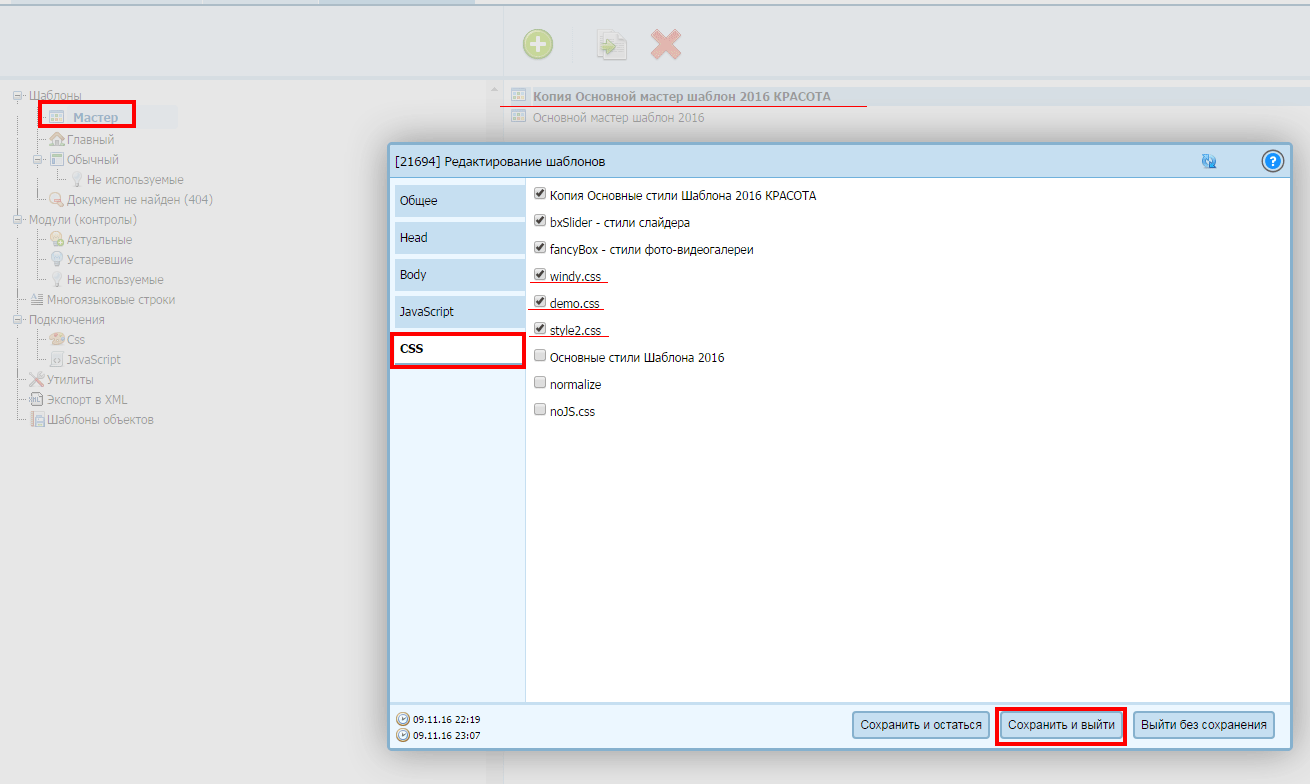 Шаблоны
Мастер
Главный
Обычный
Не используемые
Документ не найден (404)
Модули (контролы)
Актуальные
Устаревшие
Не используемые
Многоязыковые строки
Подключения
Css
JavaScript
Утилиты
Экспорт в XML
Шаблоны объектов
Копия Основной мастер шаблон 2016 КРАСОТА
Основной мастер шаблон 2016
[21694] Редактирование шаблонов
?
Общее
Head
Body
JavaScript
CSS
Копия Основные стили Шаблона 2016 КРАСОТА
bxSlider - стили слайдера
fancyBox - стили фото-видеогалереи
windy.css
demo.css
style2.css
Основные стили Шаблона 2016
normalize
noJS.css
09.11.16 22:19
09.11.16 23:07
Сохранить и остаться
Сохранить и выйти
Выйти без сохранения